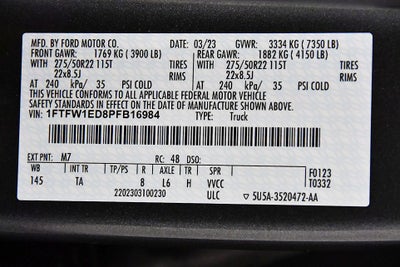 MFD. BY FORD MOTOR CO. 03/23 GVWR: 3334 KG (7350 LB)
FRONT GAWR: 1769 KG (3900 LB) REAR GAWR: 1882 KG (4150 LB)
WITH 275/50R22 115T TIRES WITH 275/50R22 115T TIRES
22x8.5J RIMS 22x8.5J RIMS
AT 240 kPa/ 35 PSI COLD AT 240 kPa/ 35 PSI COLD
THIS VEHICLE CONFORMS TO ALL APPLICABLE FEDERAL MOTOR VEHICLE
SAFETY STANDARDS IN EFFECT ON THE DATE OF MANUFACTURE SHOWN ABOVE.
VIN: 1FTFW1ED8PFB16984 TYPE: Truck
EXT PNT: M7 RC: 48 DSO:
WB TP/PS R AXLE TR SPR F0123
145 TA 8 L6 H VVCC T0332
2202303100230 ULC ▽ 5U5A-3520472-AA